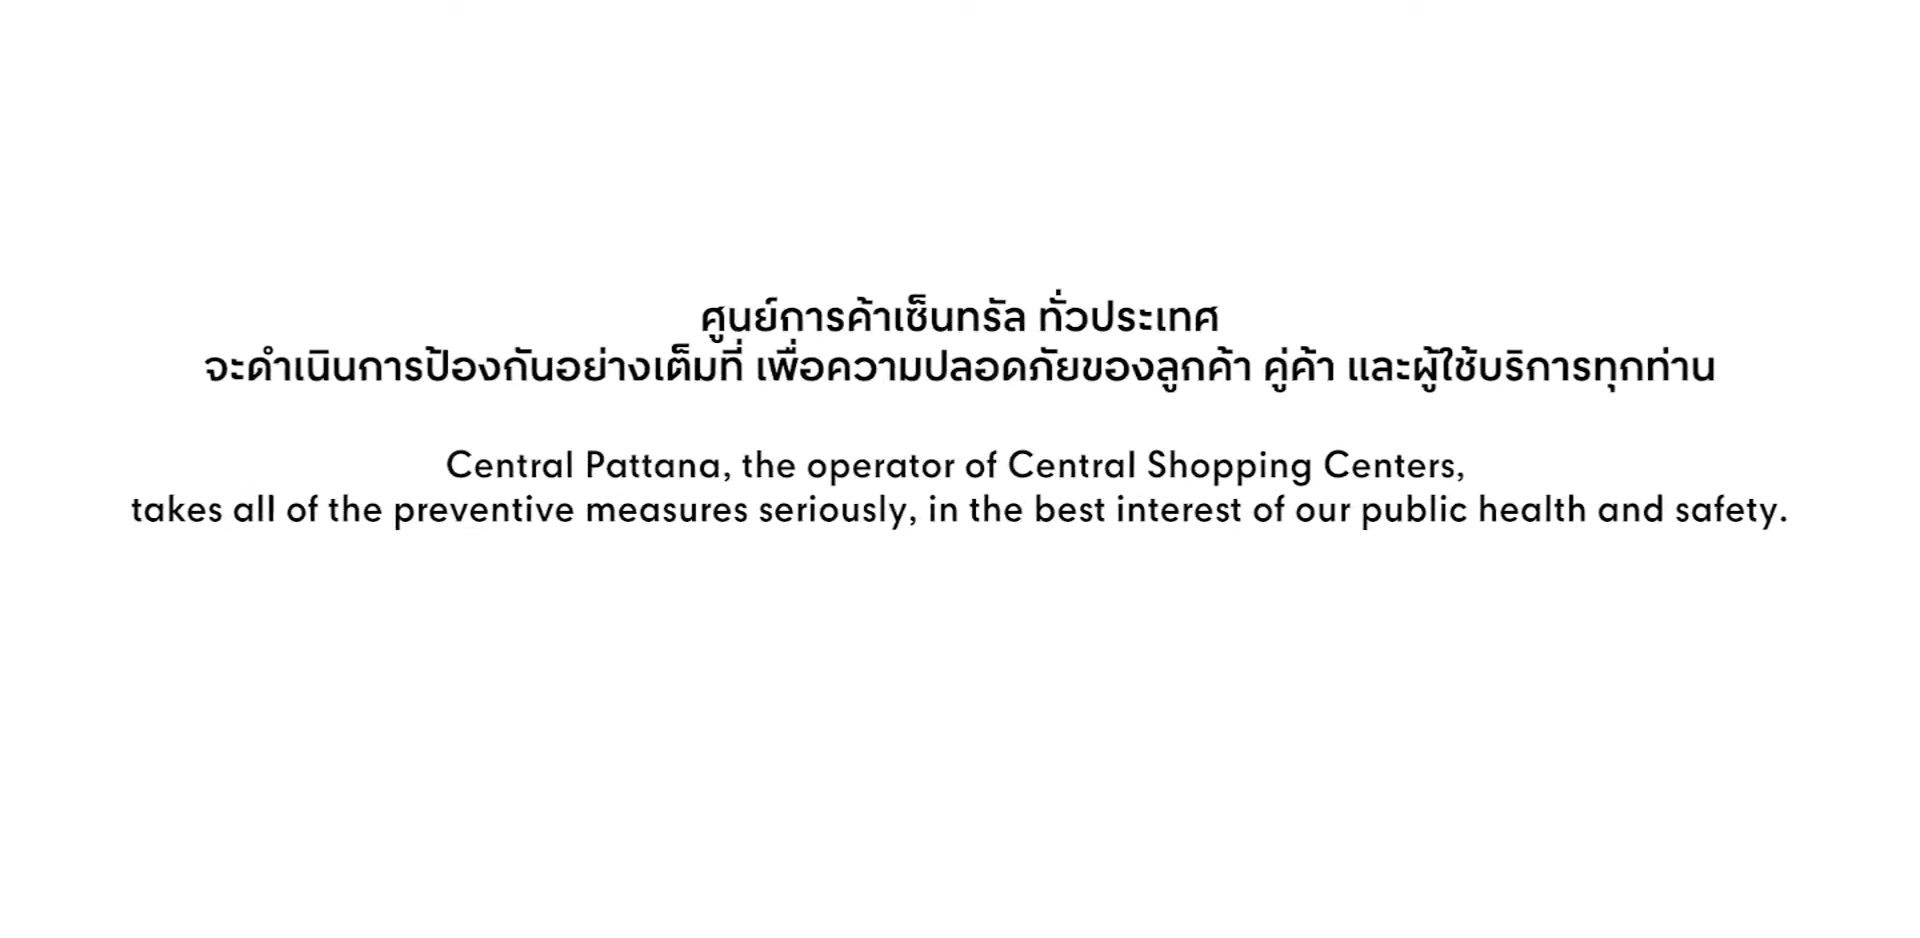 ศูนย์การค้าเซ็นทรัล ทั่วประเทศ
จะดำเนินการป้องกันอย่างเต็มที่ เพื่อความปลอดภัยของลูกค้า คู่ค้า และผู้ใช้บริการทุกท่าน
Central Pattana, the operator of Central Shopping Centers,
takes all of the preventive measures seriously, in the best interest of our public health and safety.